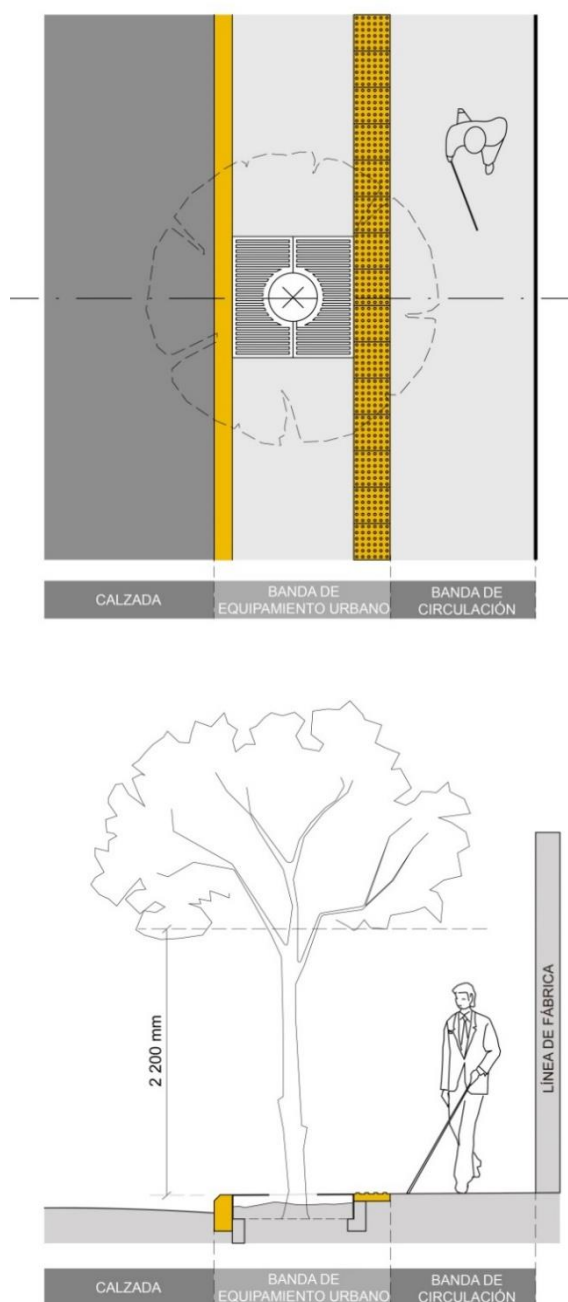 CALZADA
BANDA DE
EQUIPAMIENTO URBANO
BANDA DE
CIRCULACIÓN
2 200 mm
LÍNEA DE FÁBRICA
CALZADA
BANDA DE
EQUIPAMIENTO URBANO
BANDA DE
CIRCULACIÓN